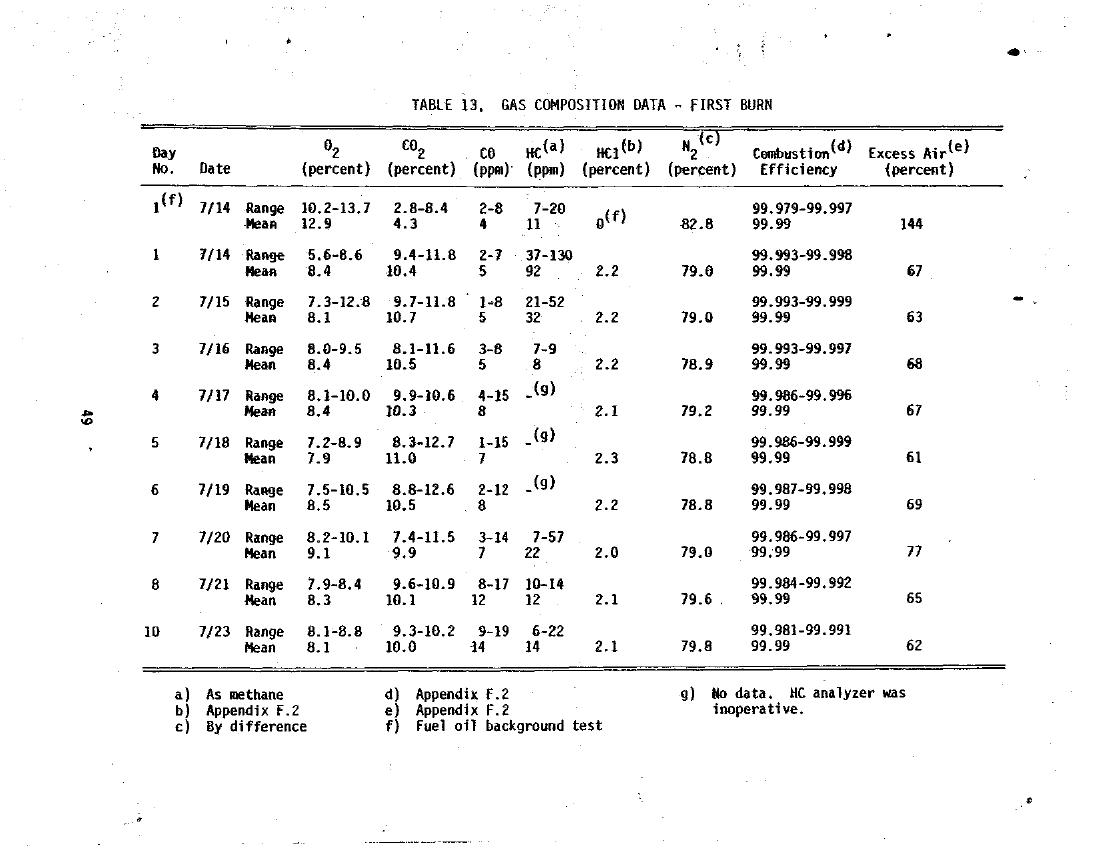 TABLE 13. GAS COMPOSITION DATA - FIRST BURN
Day No. Date O2 (percent) CO2 (percent) CO (ppm) HC(a) (ppm) HCl(b) (percent) N2(c) (percent) Combustion(d) Efficiency Excess Air(e) (percent)
1(f) 7/14 Range 10.2-13.7 2.8-8.4 2-8 7-20 99.979-99.997
Mean 12.9 4.3 4 11 0(f) 82.8 99.99 144
1 7/14 Range 5.6-8.6 9.4-11.8 2-7 37-130 99.993-99.998
Mean 8.4 10.4 5 92 2.2 79.0 99.99 67
2 7/15 Range 7.3-12.8 9.7-11.8 1-8 21-52 99.993-99.999
Mean 8.1 10.7 5 32 2.2 79.0 99.99 63
3 7/16 Range 8.0-9.5 8.1-11.6 3-8 7-9 99.993-99.997
Mean 8.4 10.5 5 8 2.2 78.9 99.99 68
4 7/17 Range 8.1-10.0 9.9-10.6 4-15 -(g) 99.986-99.996
Mean 8.4 10.3 8 2.1 79.2 99.99 67
5 7/18 Range 7.2-8.9 8.3-12.7 1-15 -(g) 99.986-99.999
Mean 7.9 11.0 7 2.3 78.8 99.99 61
6 7/19 Range 7.5-10.5 8.8-12.6 2-12 -(g) 99.987-99.998
Mean 8.5 10.5 8 2.2 78.8 99.99 69
7 7/20 Range 8.2-10.1 7.4-11.5 3-14 7-57 99.986-99.997
Mean 9.1 9.9 7 22 2.0 79.0 99.99 77
8 7/21 Range 7.9-8.4 9.6-10.9 8-17 10-14 99.984-99.992
Mean 8.3 10.1 12 12 2.1 79.6 99.99 65
10 7/23 Range 8.1-8.8 9.3-10.2 9-19 6-22 99.981-99.991
Mean 8.1 10.0 14 14 2.1 79.8 99.99 62
a) As methane
b) Appendix F.2
c) By difference
d) Appendix F.2
e) Appendix F.2
f) Fuel oil background test
g) No data. HC analyzer was
inoperative.
49